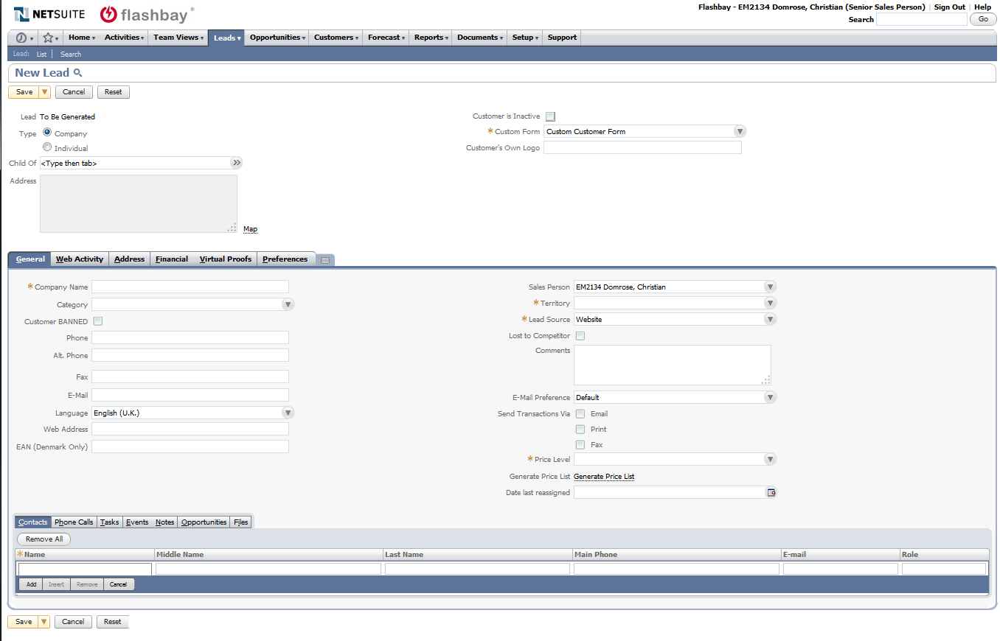 NETSUITE flashbay®
Flashbay - EM2134 Domrose, Christian (Senior Sales Person) | Sign Out | Help
Search Go
Home Activities Team Views Leads Opportunities Customers Forecast Reports Documents Setup Support
Lead: List | Search
New Lead
Save Cancel Reset
Lead To Be Generated
Type Company
Individual
Child Of <Type then tab>
Address
Map
Customer is Inactive
* Custom Form Custom Customer Form
Customer's Own Logo
General Web Activity Address Financial Virtual Proofs Preferences
* Company Name
Category
Customer BANNED
Phone
Alt. Phone
Fax
E-Mail
Language English (U.K.)
Web Address
EAN (Denmark Only)
Sales Person EM2134 Domrose, Christian
* Territory
* Lead Source Website
Lost to Competitor
Comments
E-Mail Preference Default
Send Transactions Via Email
Print
Fax
* Price Level
Generate Price List Generate Price List
Date last reassigned
Contacts Phone Calls Tasks Events Notes Opportunities Files
Remove All
* Name Middle Name Last Name Main Phone E-mail Role
Add Insert Remove Cancel
Save Cancel Reset